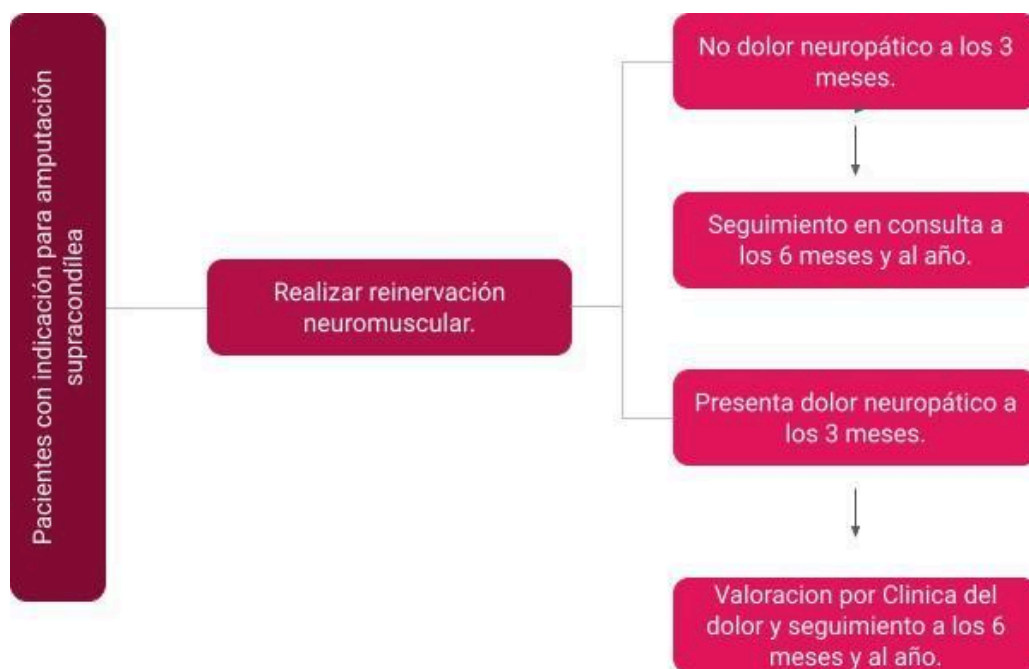 Pacientes con indicación para amputación
supracondílea
Realizar reinervación
neuromuscular.
No dolor neuropático a los 3
meses.
Seguimiento en consulta a
los 6 meses y al año.
Presenta dolor neuropático a
los 3 meses.
Valoracion por Clinica del
dolor y seguimiento a los 6
meses y al año.